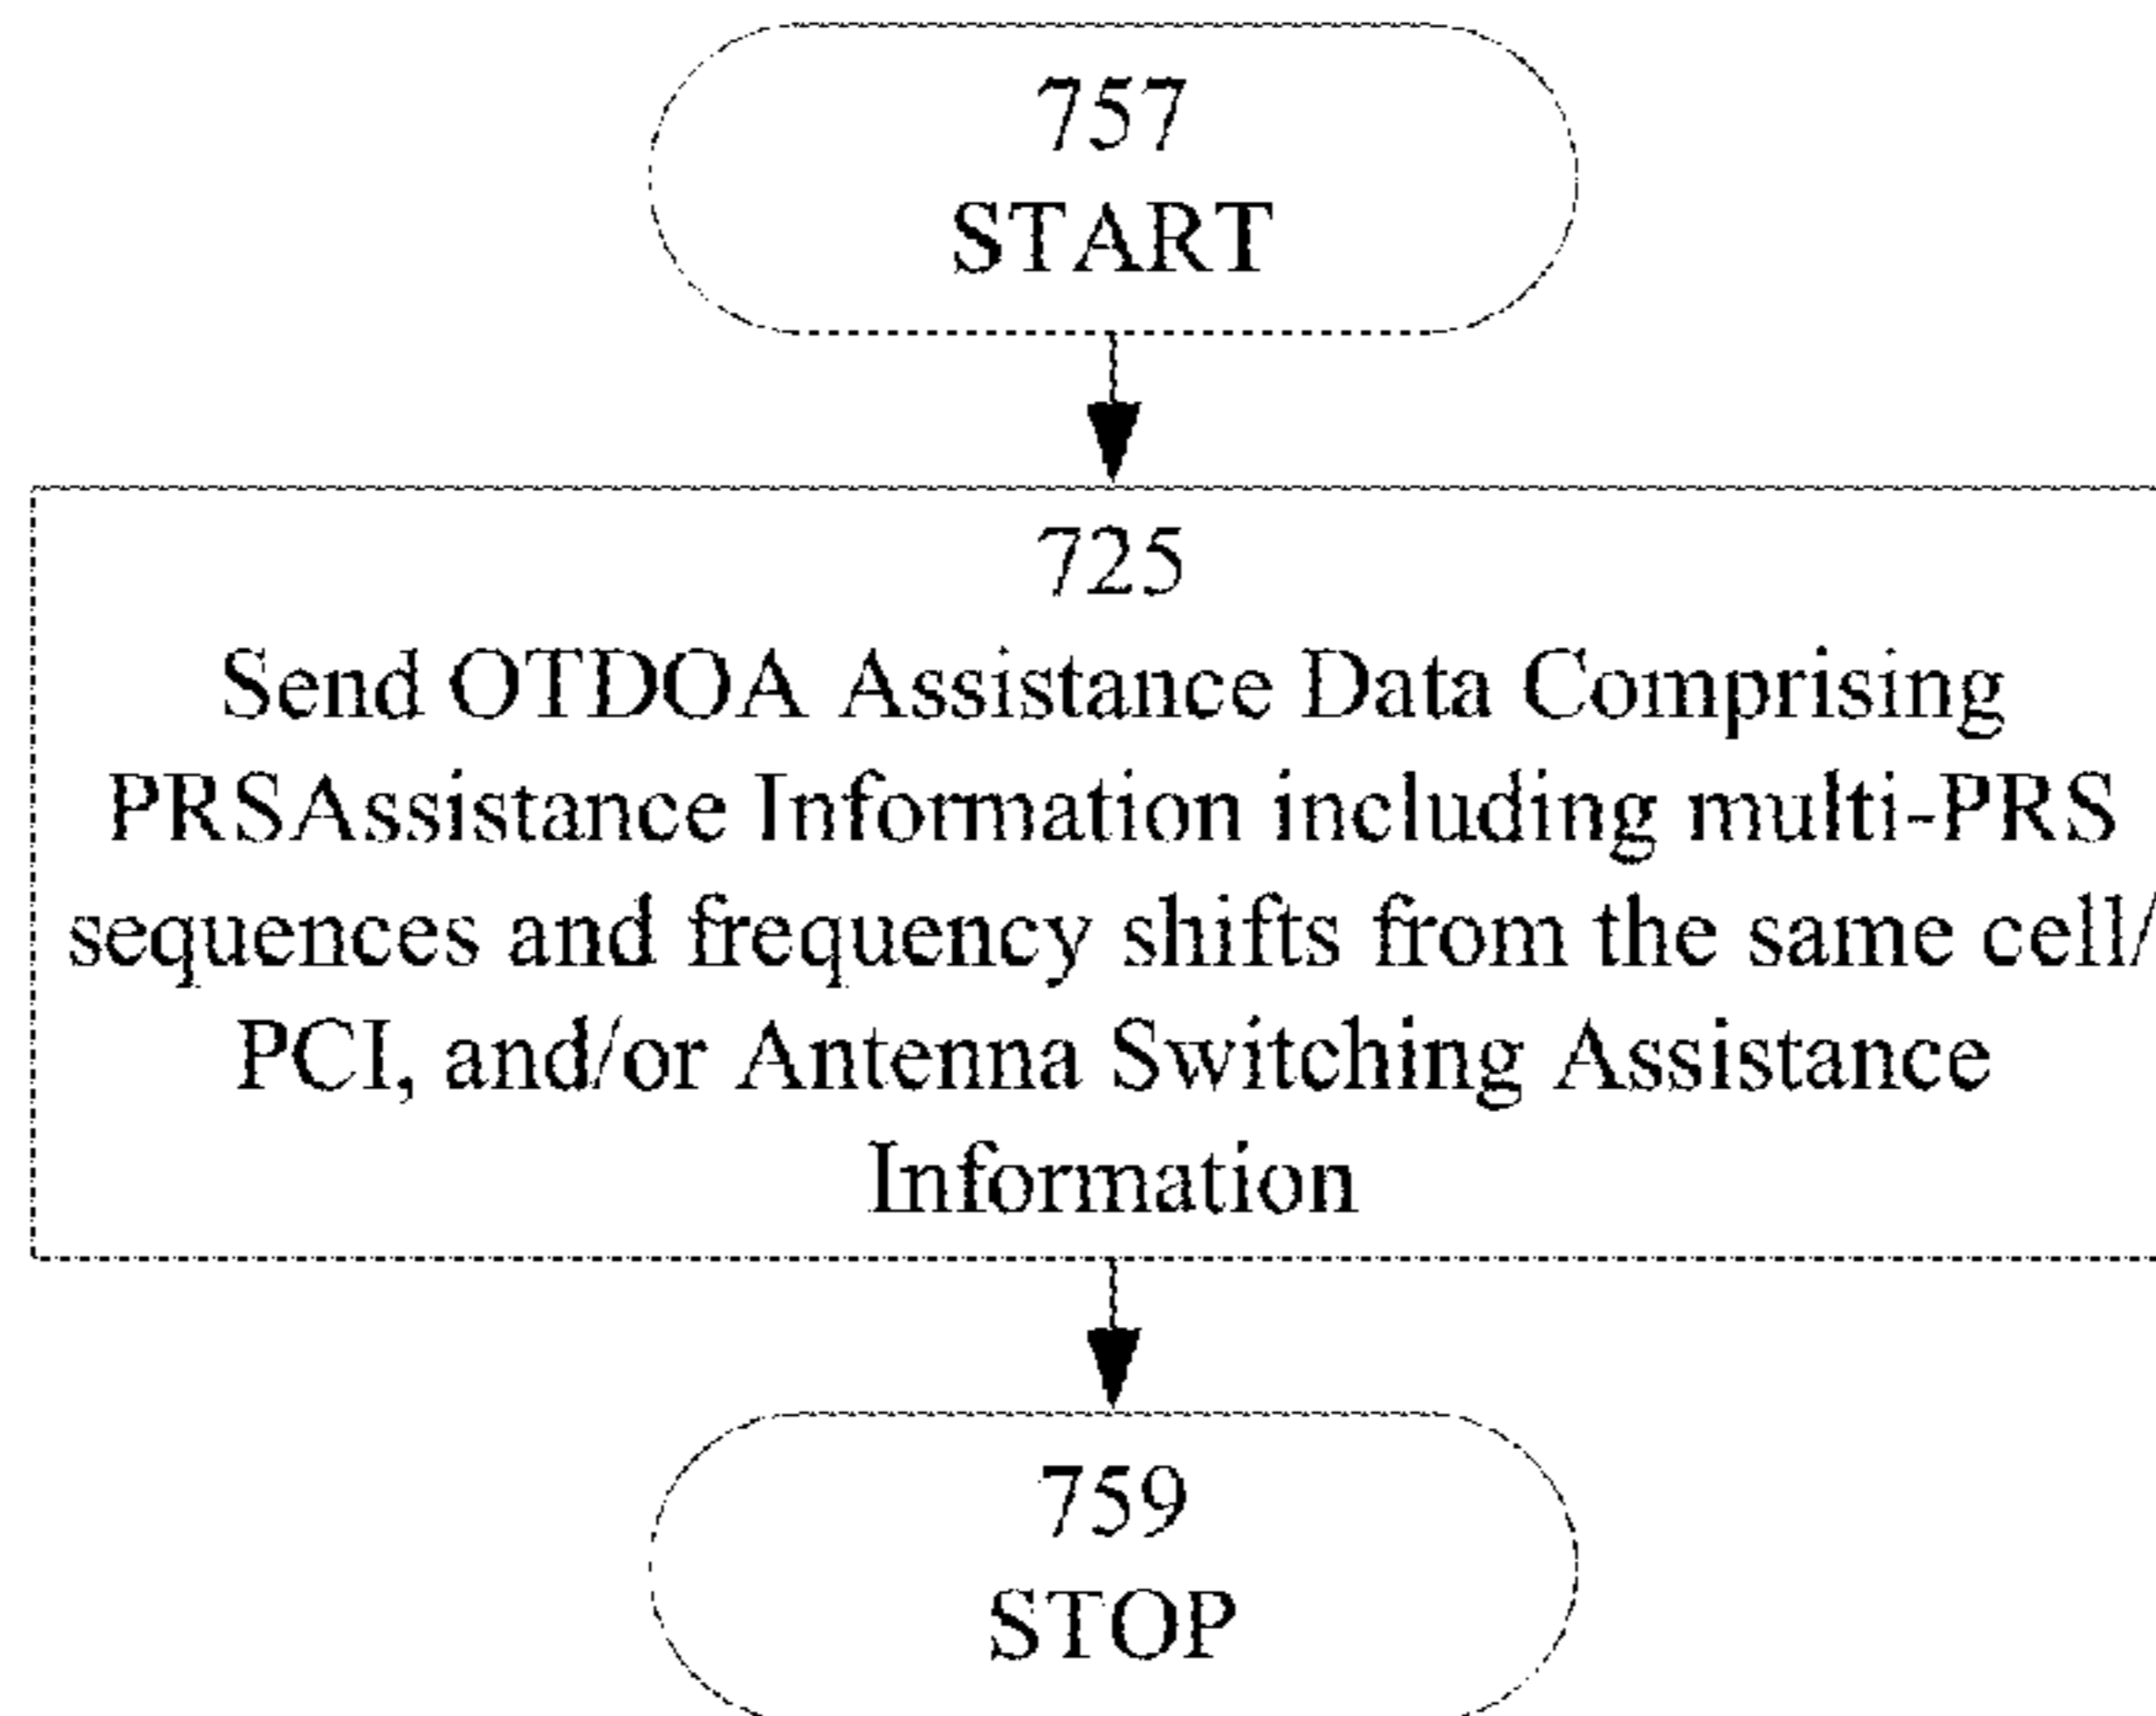 757
START
725
Send OTDOA Assistance Data Comprising
PRSAssistance Information including multi-PRS
sequences and frequency shifts from the same cell/
PCI, and/or Antenna Switching Assistance
Information
759
STOP